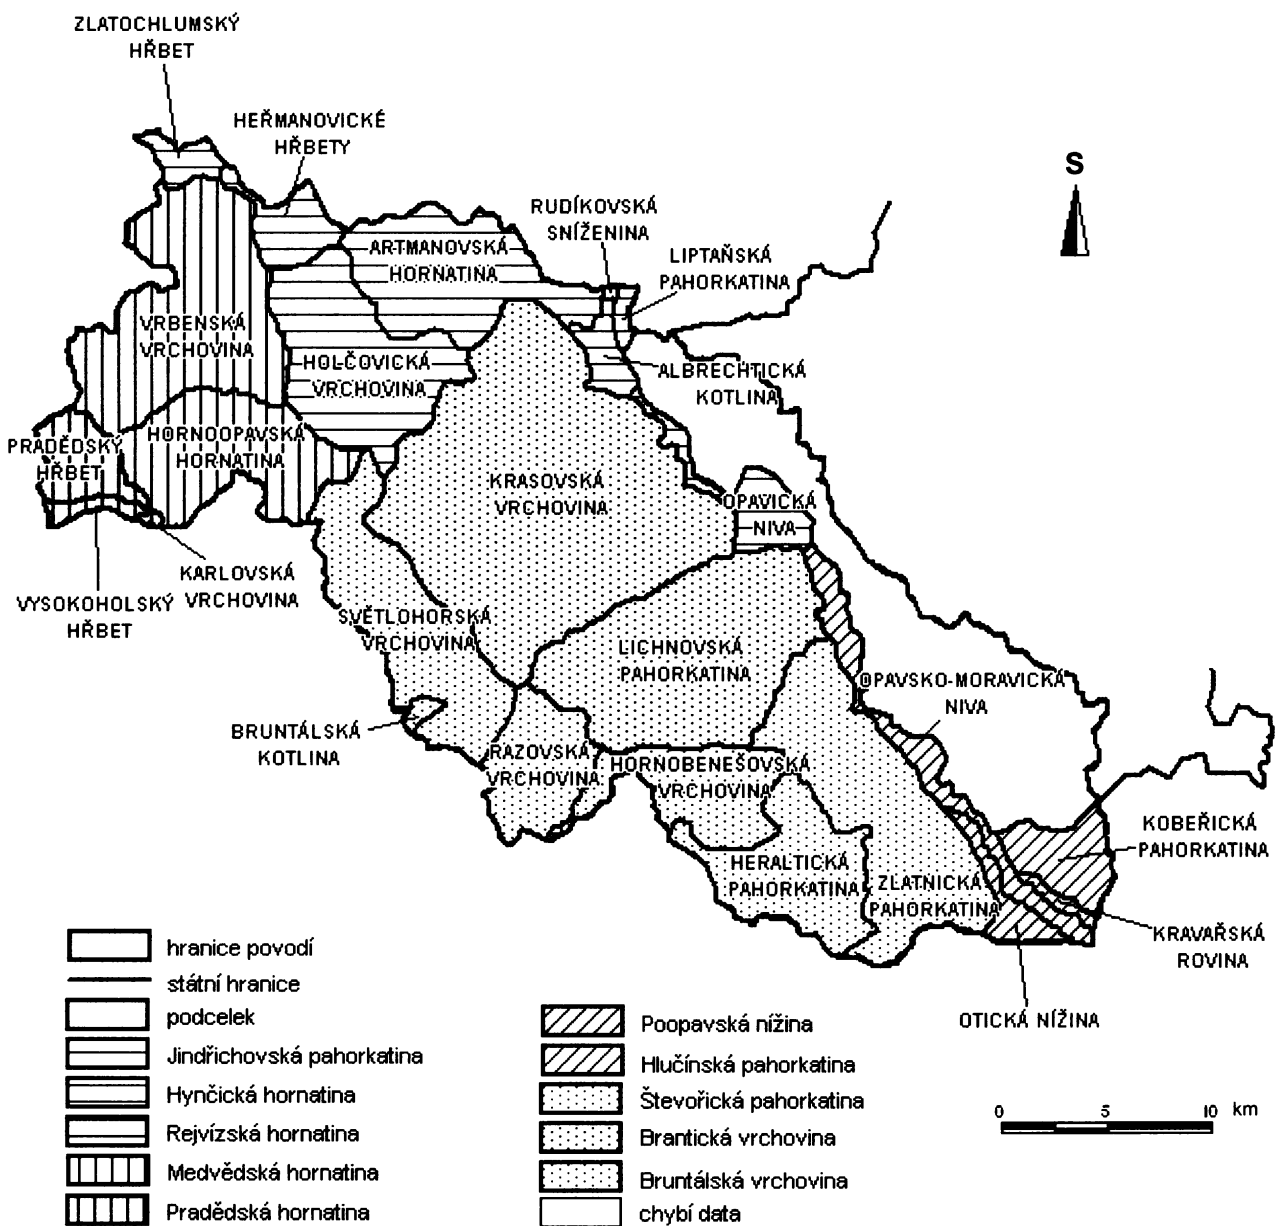 ZLATOCHLUMSKÝ
HŘBET
HEŘMANOVICKÉ
HŘBETY
S
RUDÍKOVSKÁ
SNÍŽENINA
ARTMANOVSKÁ
HORNATINA
LIPTAŇSKÁ
PAHORKATINA
VRBENSKÁ
VRCHOVINA
HOLČOVICKÁ
VRCHOVINA
ALBRECHTICKÁ
KOTLINA
PRADĚDSKÝ
HŘBET
HORNOOPAVSKÁ
HORNATINA
KRASOVSKÁ
VRCHOVINA
OPAVICKÁ
NIVA
KARLOVSKÁ
VRCHOVINA
VYSOKOHOLSKÝ
HŘBET
SVĚTLOHORSKÁ
VRCHOVINA
LICHNOVSKÁ
PAHORKATINA
OPAVSKO-MORAVICKÁ
NIVA
BRUNTÁLSKÁ
KOTLINA
RAZOVSKÁ
VRCHOVINA
HORNOBENEŠOVSKÁ
VRCHOVINA
KOBEŘICKÁ
PAHORKATINA
HERALTICKÁ
PAHORKATINA
ZLATNICKÁ
PAHORKATINA
KRAVAŘSKÁ
ROVINA
OTICKÁ NÍŽINA
hranice povodí
státní hranice
podcelek
Jindřichovská pahorkatina
Hynčická hornatina
Rejvízská hornatina
Medvědská hornatina
Pradědská hornatina
Poopavská nížina
Hlučínská pahorkatina
Števořická pahorkatina
Brantická vrchovina
Bruntálská vrchovina
chybí data
0 5 10 km